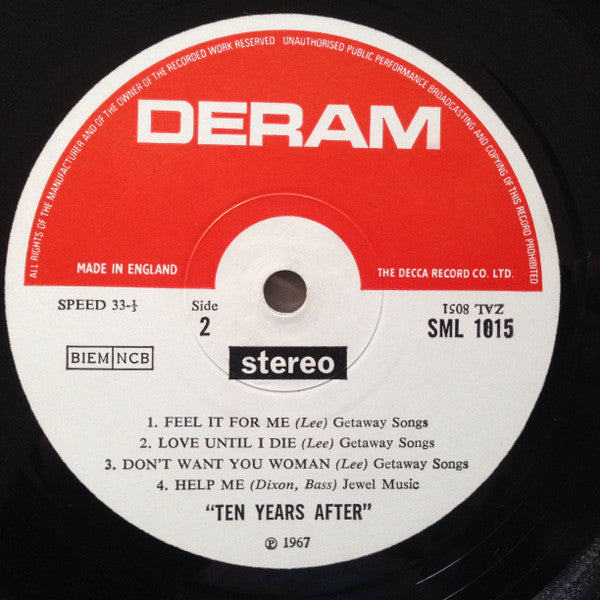 ALL RIGHTS OF THE MANUFACTURER AND OF THE OWNER OF THE RECORDED WORK RESERVED UNAUTHORISED PUBLIC PERFORMANCE BROADCASTING AND COPYING OF THIS RECORD PROHIBITED
DERAM
MADE IN ENGLAND THE DECCA RECORD CO. LTD.
SPEED 33-⅓ Side ZAL 8051
2 SML 1015
BIEM NCB stereo
1. FEEL IT FOR ME (Lee) Getaway Songs
2. LOVE UNTIL I DIE (Lee) Getaway Songs
3. DON'T WANT YOU WOMAN (Lee) Getaway Songs
4. HELP ME (Dixon, Bass) Jewel Music
"TEN YEARS AFTER"
℗ 1967